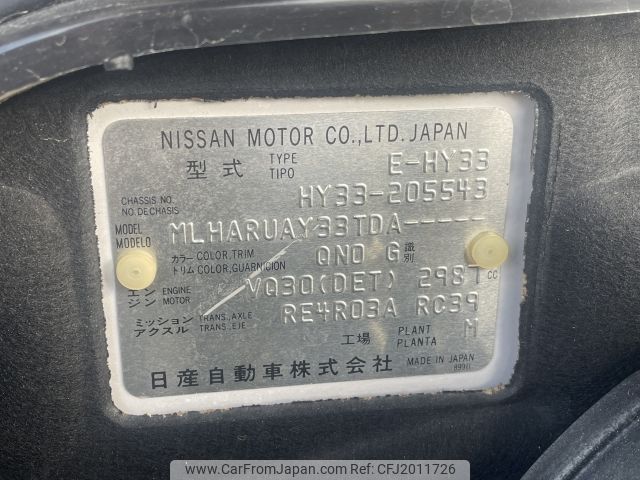 NISSAN MOTOR CO.,LTD. JAPAN
型式 TYPE TIPO E-HY33
CHASSIS NO. NO. DE CHASIS HY33-205543
MODEL MODELO MLHARUAY33TDA-----
カラー COLOR,TRIM トリム COLOR,GUARNICION QN0 G 識別
エンジン ENGINE MOTOR VQ30(DET) 2987 cc
ミッション TRANS.,AXLE アクスル TRANS.,EJE RE4R03A RC39
工場 PLANT PLANTA M
日産自動車株式会社 MADE IN JAPAN
www.CarFromJapan.com Car From Japan CFJ2011726